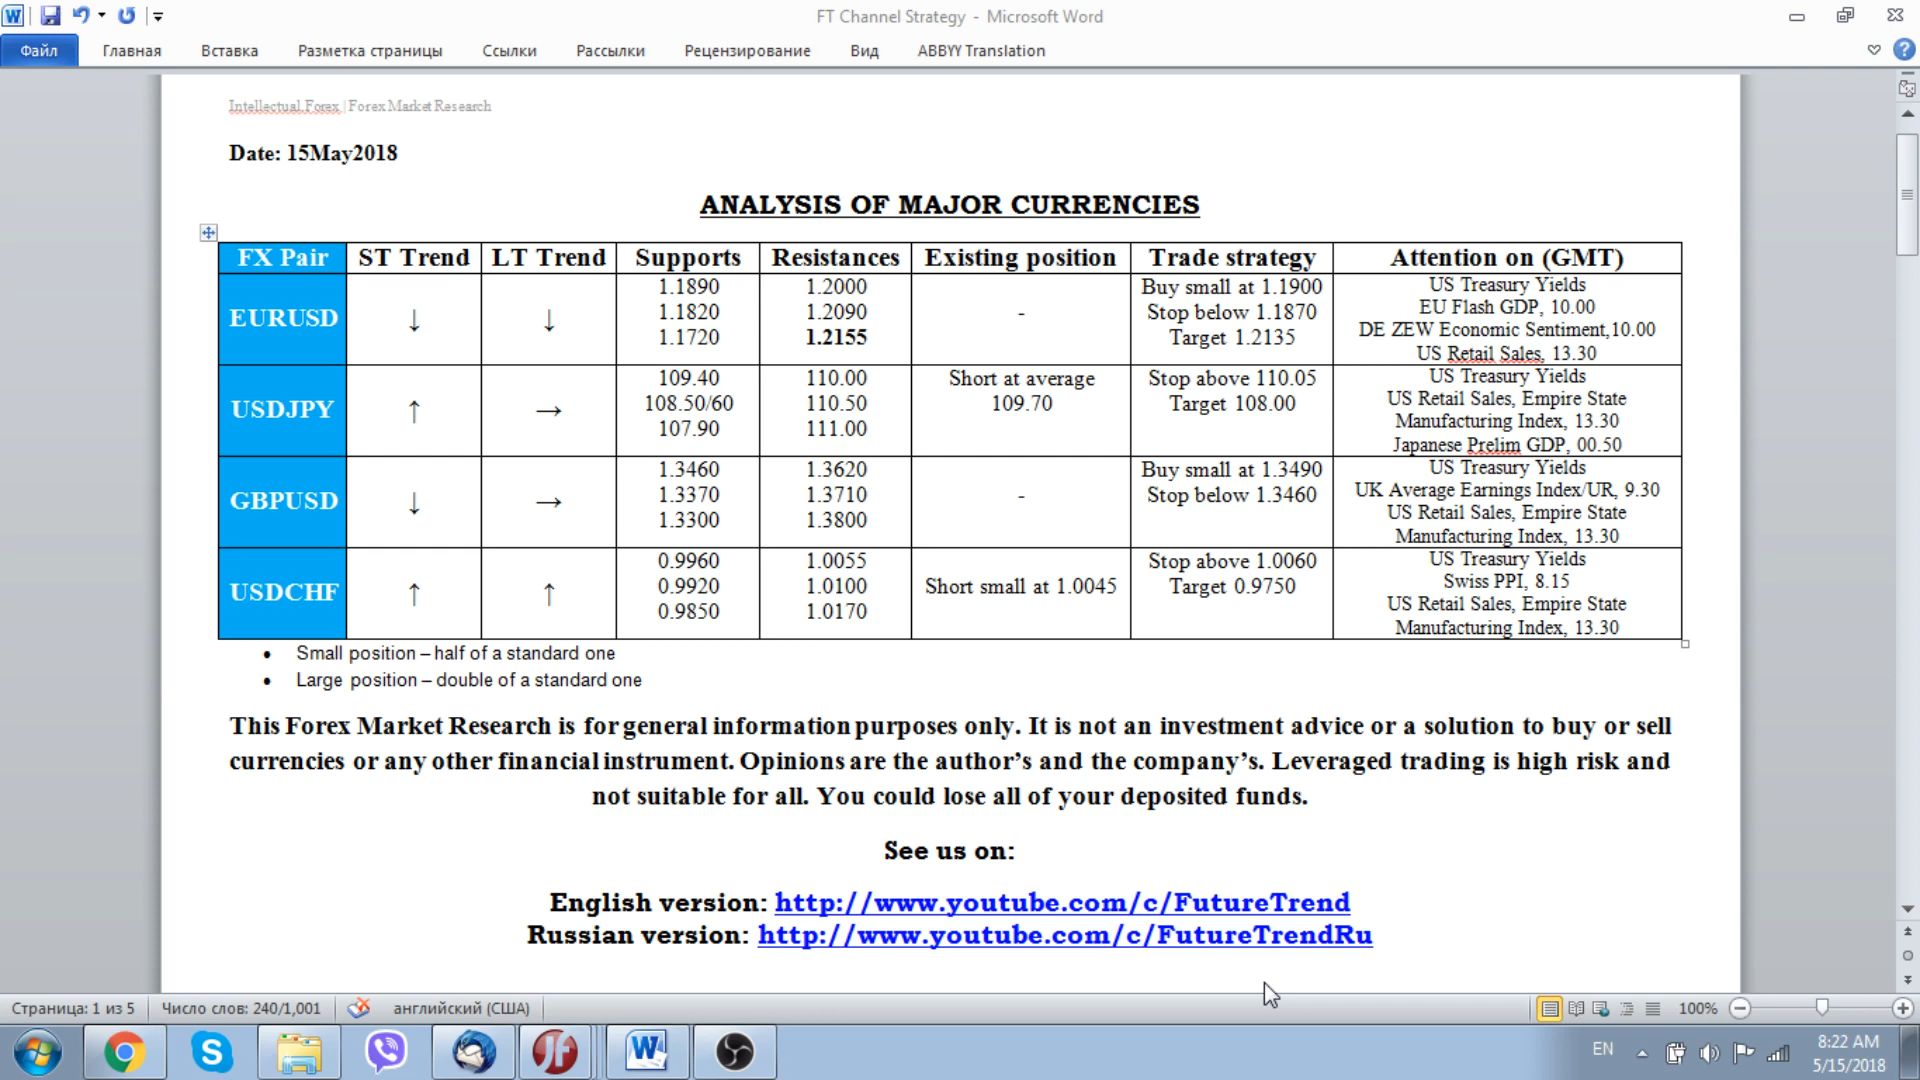 FT Channel Strategy - Microsoft Word
Файл Главная Вставка Разметка страницы Ссылки Рассылки Рецензирование Вид ABBYY Translation
Intellectual Forex | Forex Market Research
Date: 15May2018
ANALYSIS OF MAJOR CURRENCIES
FX Pair ST Trend LT Trend Supports Resistances Existing position Trade strategy Attention on (GMT)
EURUSD ↓ ↓
1.1890
1.1820
1.1720
1.2000
1.2090
1.2155
-
Buy small at 1.1900
Stop below 1.1870
Target 1.2135
US Treasury Yields
EU Flash GDP, 10.00
DE ZEW Economic Sentiment,10.00
US Retail Sales, 13.30
USDJPY ↑ →
109.40
108.50/60
107.90
110.00
110.50
111.00
Short at average
109.70
Stop above 110.05
Target 108.00
US Treasury Yields
US Retail Sales, Empire State
Manufacturing Index, 13.30
Japanese Prelim GDP, 00.50
GBPUSD ↓ →
1.3460
1.3370
1.3300
1.3620
1.3710
1.3800
-
Buy small at 1.3490
Stop below 1.3460
US Treasury Yields
UK Average Earnings Index/UR, 9.30
US Retail Sales, Empire State
Manufacturing Index, 13.30
USDCHF ↑ ↑
0.9960
0.9920
0.9850
1.0055
1.0100
1.0170
Short small at 1.0045
Stop above 1.0060
Target 0.9750
US Treasury Yields
Swiss PPI, 8.15
US Retail Sales, Empire State
Manufacturing Index, 13.30
• Small position – half of a standard one
• Large position – double of a standard one
This Forex Market Research is for general information purposes only. It is not an investment advice or a solution to buy or sell
currencies or any other financial instrument. Opinions are the author’s and the company’s. Leveraged trading is high risk and
not suitable for all. You could lose all of your deposited funds.
See us on:
English version: http://www.youtube.com/c/FutureTrend
Russian version: http://www.youtube.com/c/FutureTrendRu
Страница: 1 из 5 Число слов: 240/1,001 английский (США) 100%
EN 8:22 AM
5/15/2018